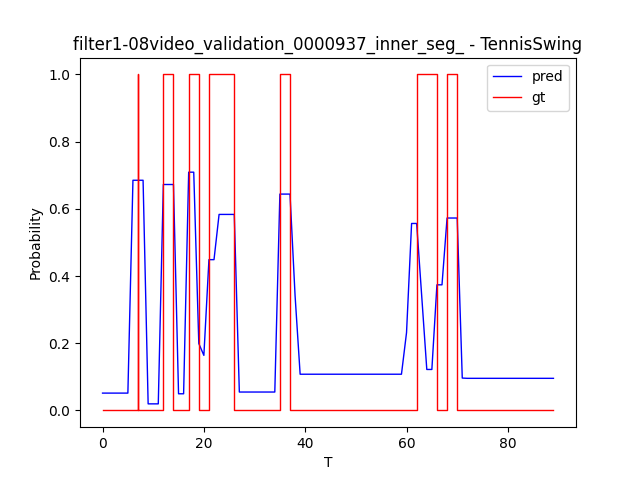 filter1-08video_validation_0000937_inner_seg_ - TennisSwing
pred
gt
1.0
0.8
0.6
0.4
0.2
0.0
Probability
0
20
40
60
80
T